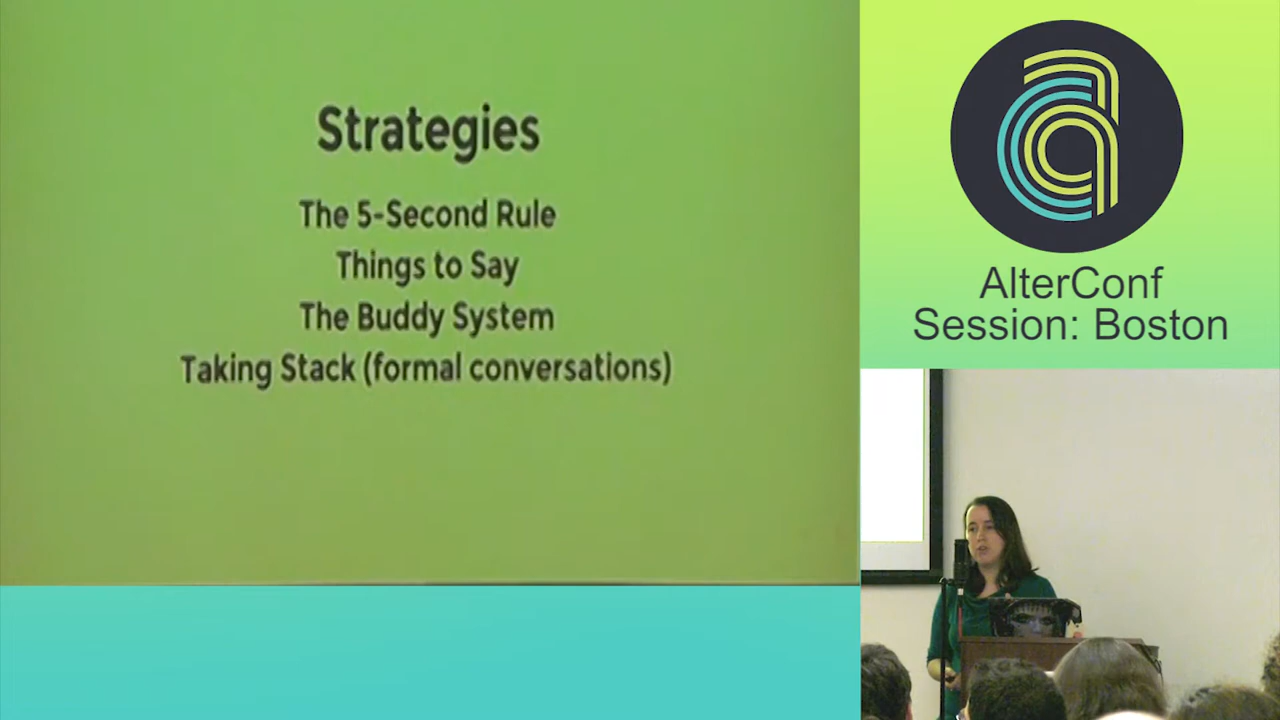 Strategies
The 5-Second Rule
Things to Say
The Buddy System
Taking Stack (formal conversations)
AlterConf
Session: Boston